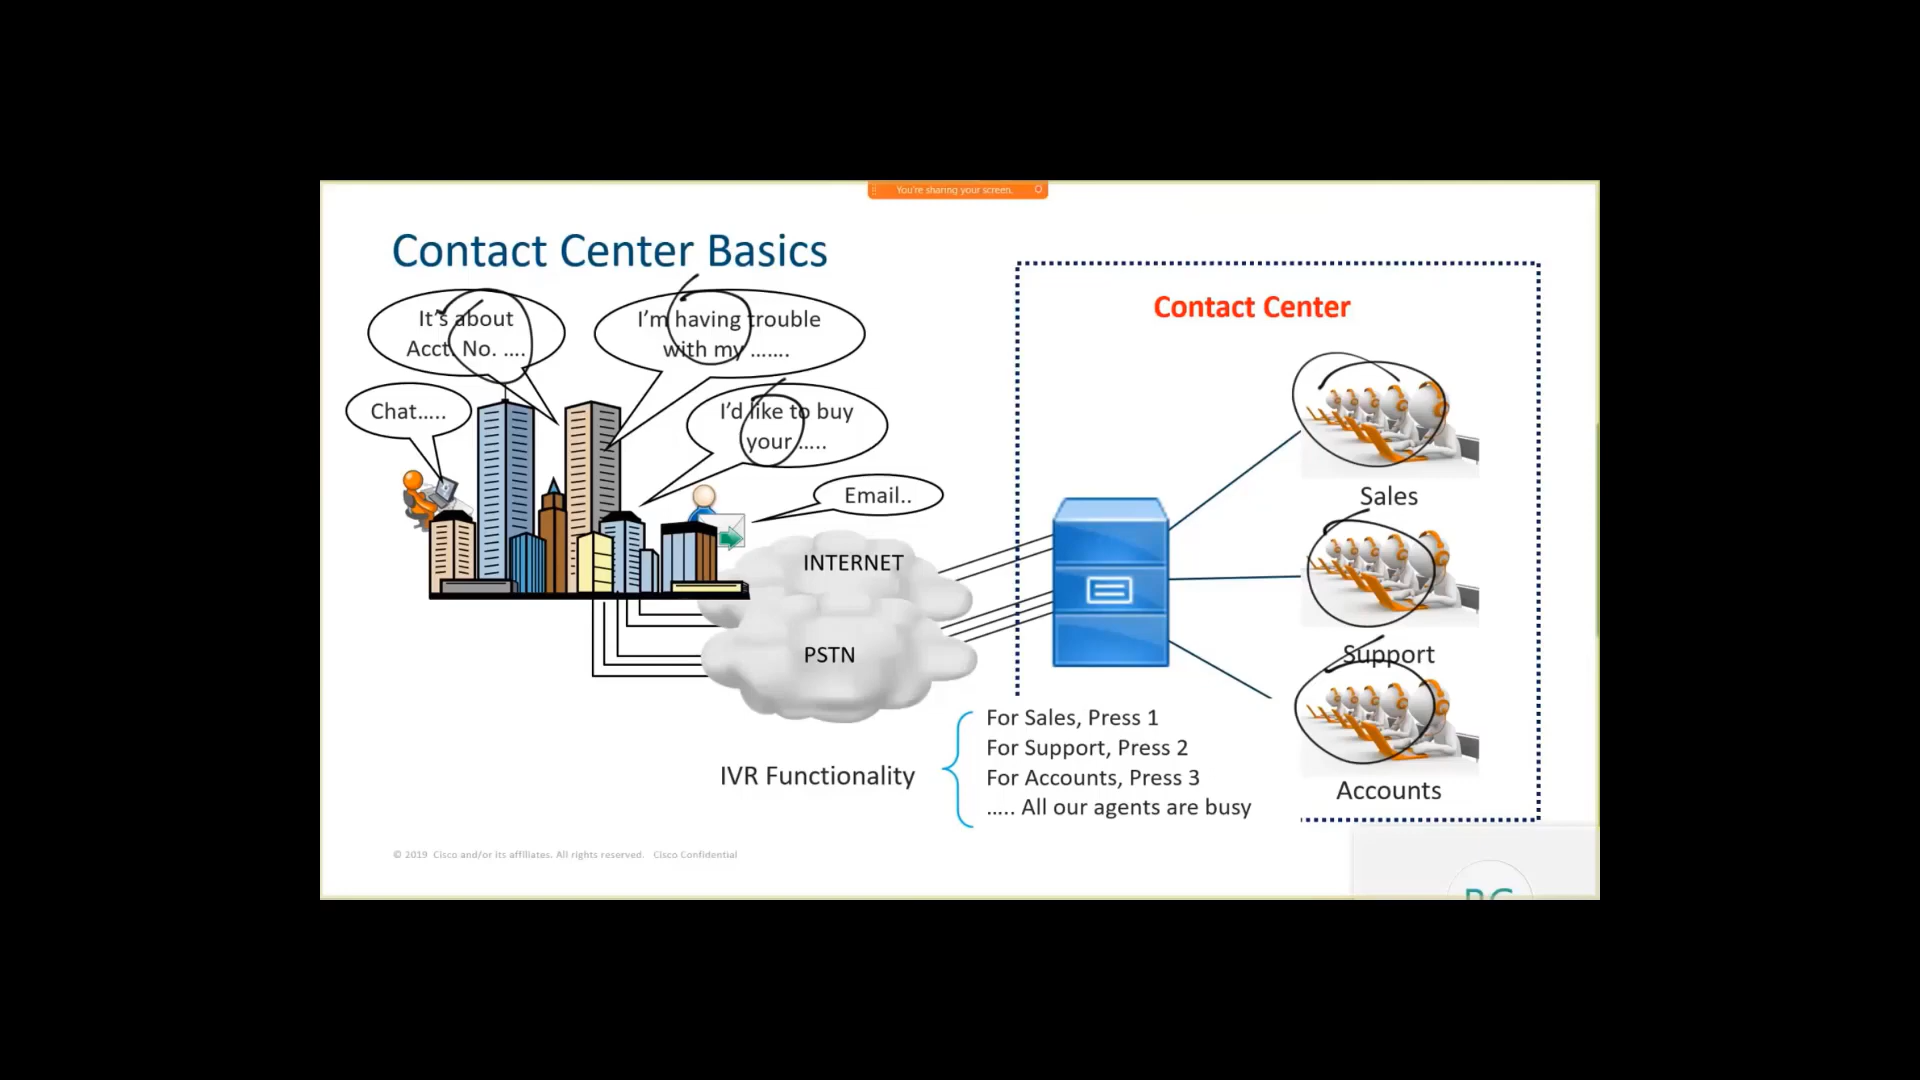 You're sharing your screen.
Contact Center Basics
It's about
Acct. No. ....
I'm having trouble
with my .......
Chat.....
I'd like to buy
your .....
Email..
INTERNET
PSTN
Contact Center
Sales
Support
Accounts
IVR Functionality
For Sales, Press 1
For Support, Press 2
For Accounts, Press 3
..... All our agents are busy
© 2019 Cisco and/or its affiliates. All rights reserved. Cisco Confidential